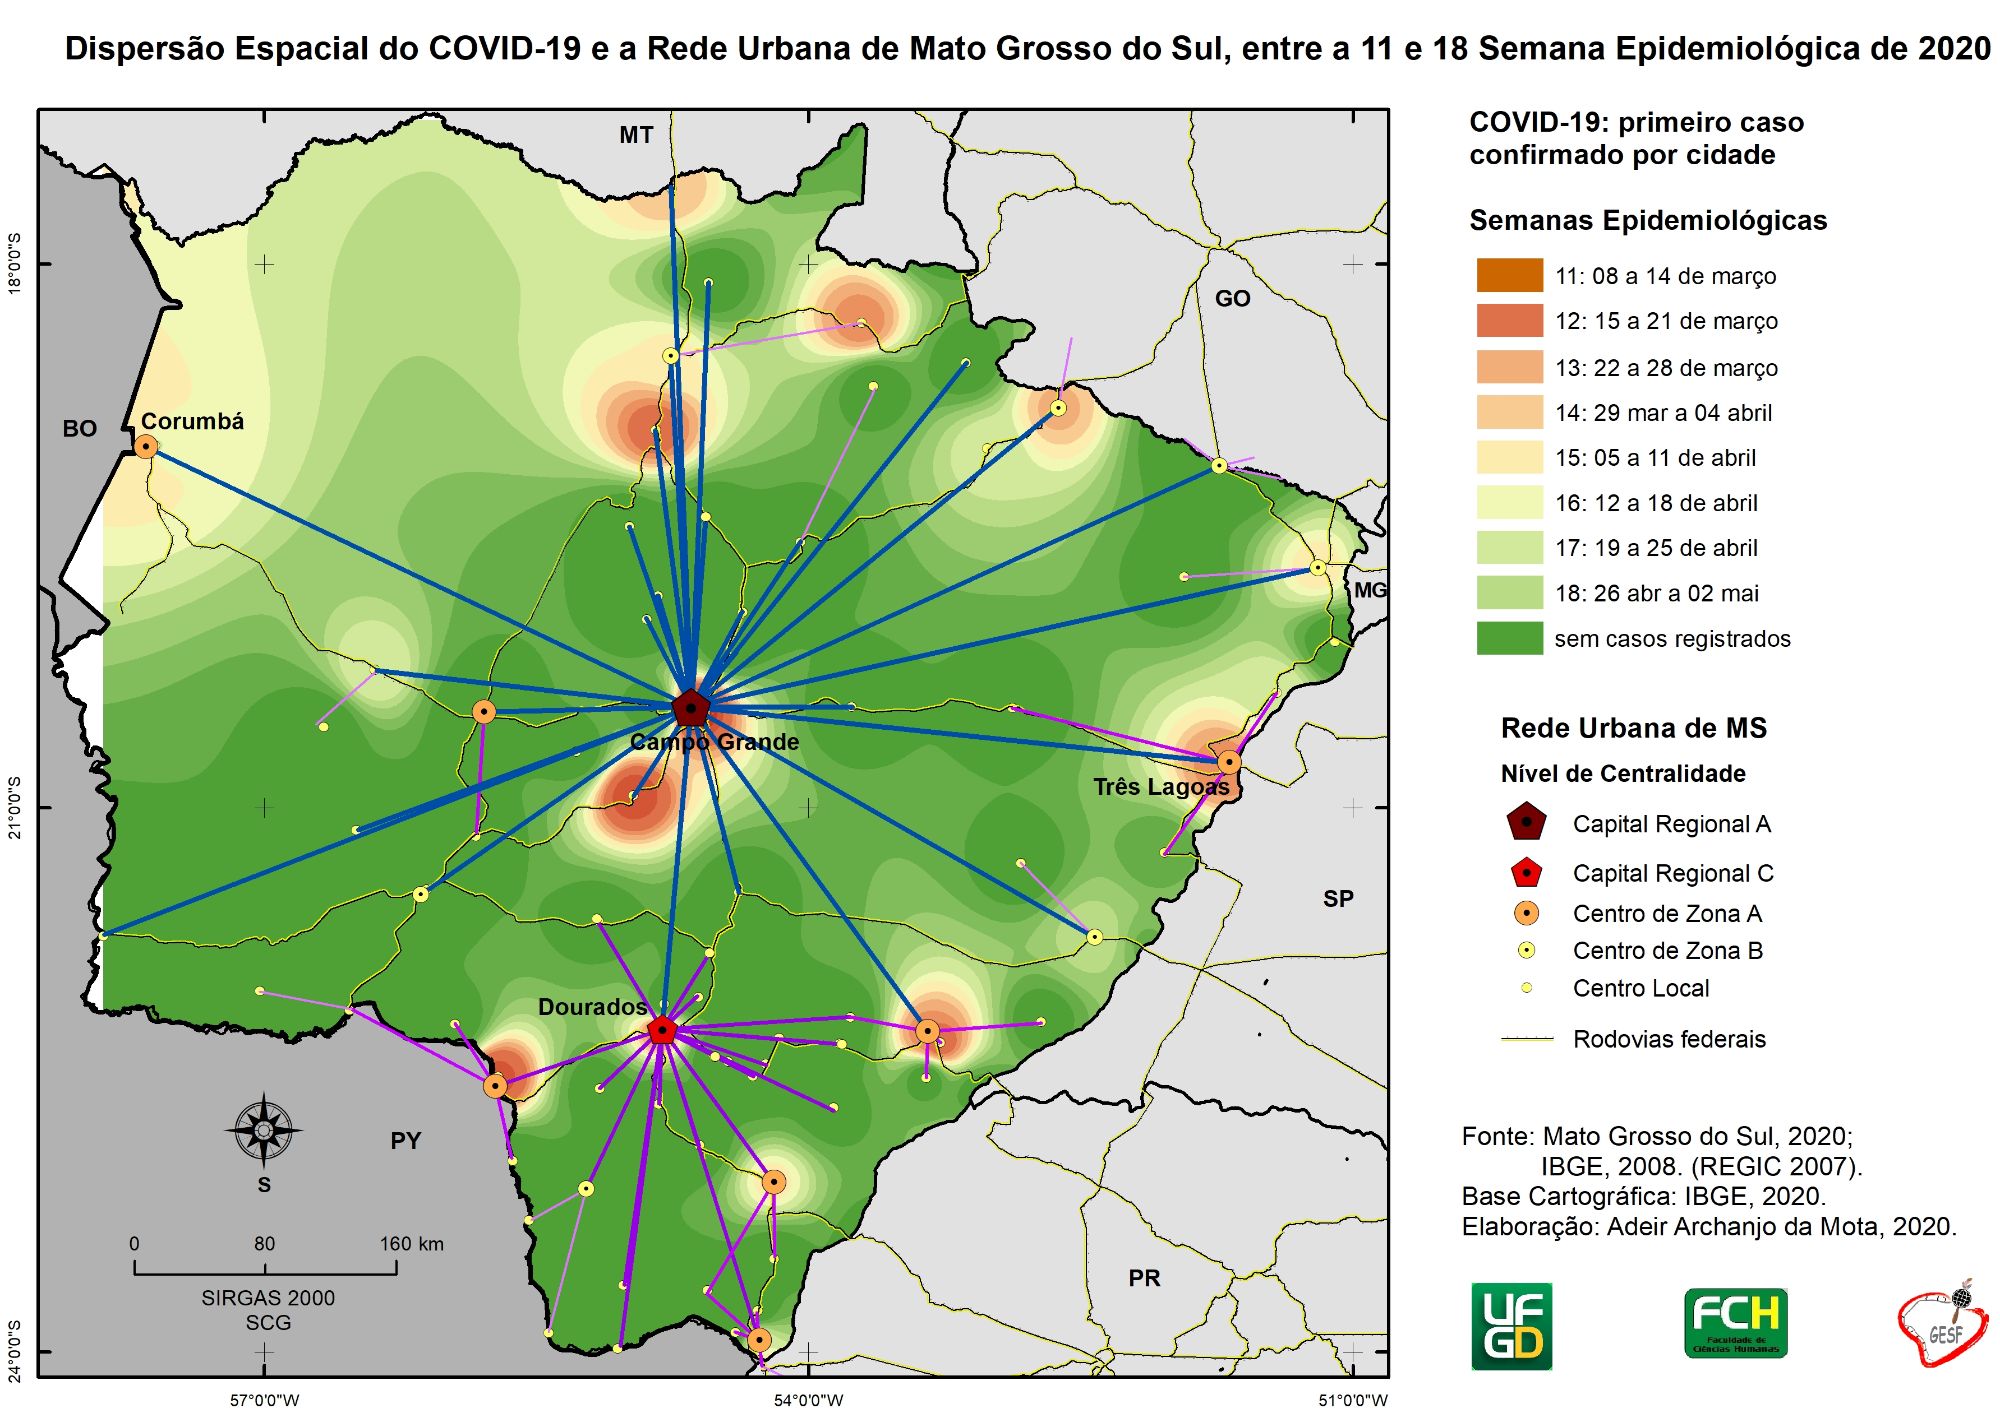 Dispersão Espacial do COVID-19 e a Rede Urbana de Mato Grosso do Sul, entre a 11 e 18 Semana Epidemiológica de 2020
MT
GO
BO
Corumbá
MG
Campo Grande
Três Lagoas
SP
Dourados
PY
PR
S
0 80 160 km
SIRGAS 2000
SCG
18°0'0"S
21°0'0"S
24°0'0"S
57°0'0"W
54°0'0"W
51°0'0"W
COVID-19: primeiro caso
confirmado por cidade
Semanas Epidemiológicas
11: 08 a 14 de março
12: 15 a 21 de março
13: 22 a 28 de março
14: 29 mar a 04 abril
15: 05 a 11 de abril
16: 12 a 18 de abril
17: 19 a 25 de abril
18: 26 abr a 02 mai
sem casos registrados
Rede Urbana de MS
Nível de Centralidade
Capital Regional A
Capital Regional C
Centro de Zona A
Centro de Zona B
Centro Local
Rodovias federais
Fonte: Mato Grosso do Sul, 2020;
IBGE, 2008. (REGIC 2007).
Base Cartográfica: IBGE, 2020.
Elaboração: Adeir Archanjo da Mota, 2020.
UF
GD
FCH
Faculdade de
Ciências Humanas
GESF